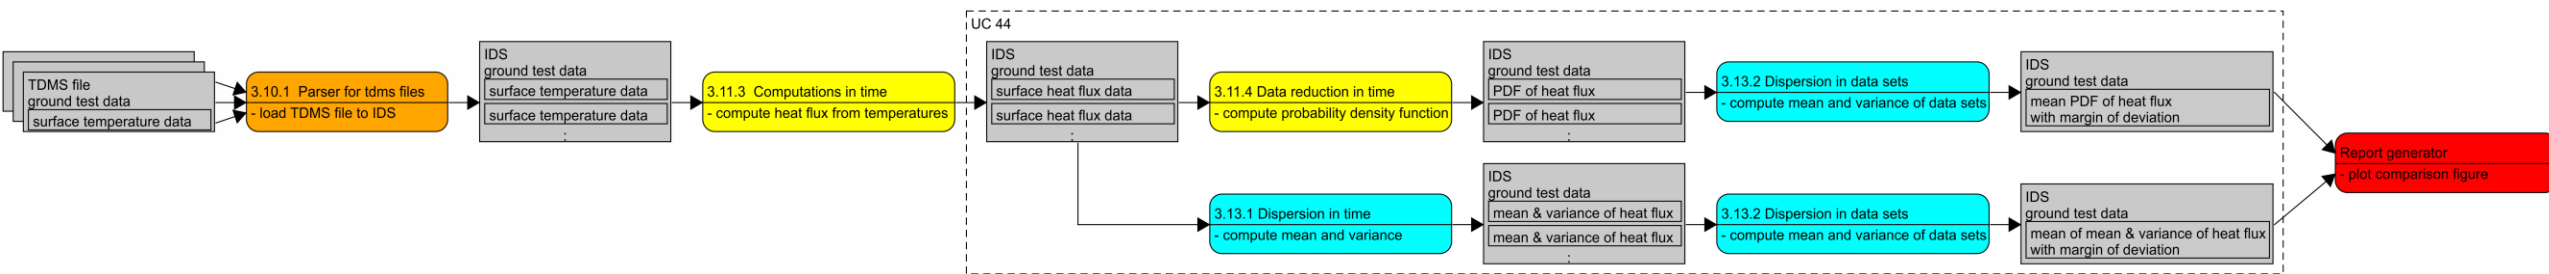 UC 44
TDMS file
ground test data
surface temperature data
3.10.1 Parser for tdms files
- load TDMS file to IDS
IDS
ground test data
surface temperature data
surface temperature data
:
3.11.3 Computations in time
- compute heat flux from temperatures
IDS
ground test data
surface heat flux data
surface heat flux data
:
3.11.4 Data reduction in time
- compute probability density function
IDS
ground test data
PDF of heat flux
PDF of heat flux
:
3.13.2 Dispersion in data sets
- compute mean and variance of data sets
IDS
ground test data
mean PDF of heat flux
with margin of deviation
3.13.1 Dispersion in time
- compute mean and variance
IDS
ground test data
mean & variance of heat flux
mean & variance of heat flux
:
3.13.2 Dispersion in data sets
- compute mean and variance of data sets
IDS
ground test data
mean of mean & variance of heat flux
with margin of deviation
Report generator
- plot comparison figure